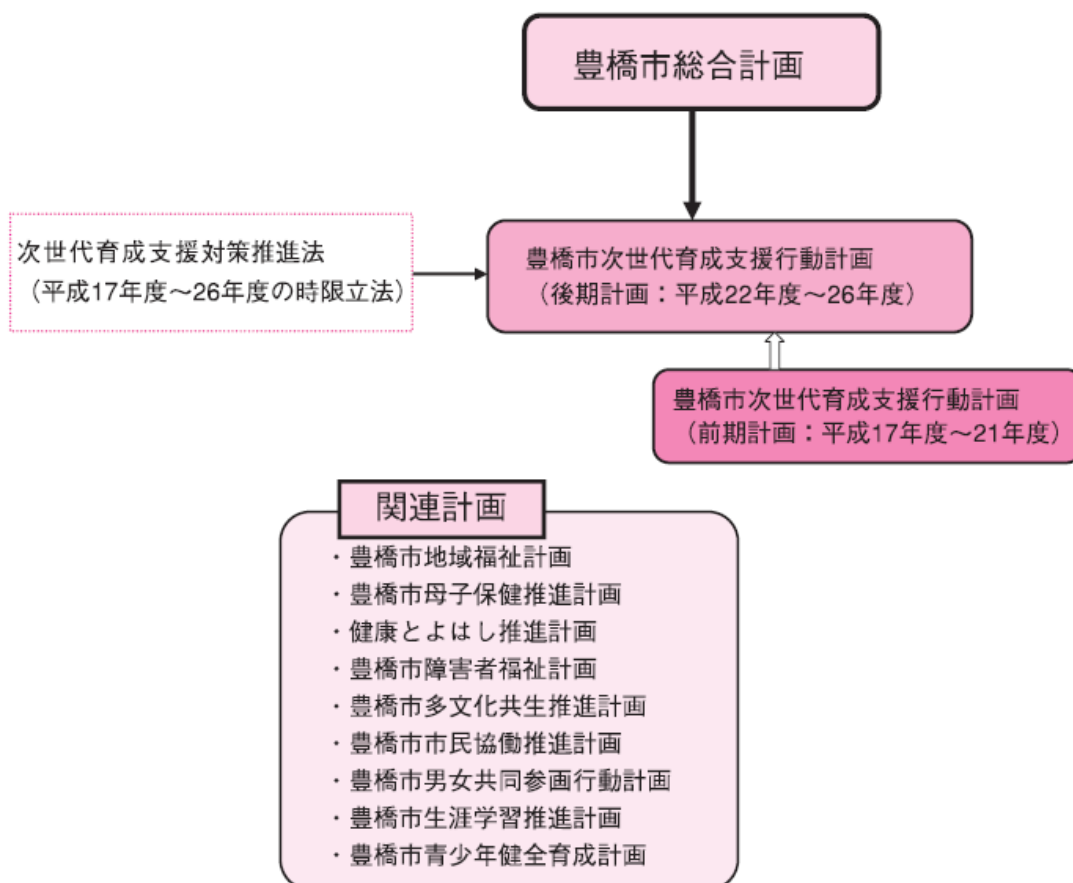 豊橋市総合計画
次世代育成支援対策推進法
（平成17年度～26年度の時限立法）
豊橋市次世代育成支援行動計画
（後期計画：平成22年度～26年度）
豊橋市次世代育成支援行動計画
（前期計画：平成17年度～21年度）
関連計画
・豊橋市地域福祉計画
・豊橋市母子保健推進計画
・健康とよはし推進計画
・豊橋市障害者福祉計画
・豊橋市多文化共生推進計画
・豊橋市市民協働推進計画
・豊橋市男女共同参画行動計画
・豊橋市生涯学習推進計画
・豊橋市青少年健全育成計画